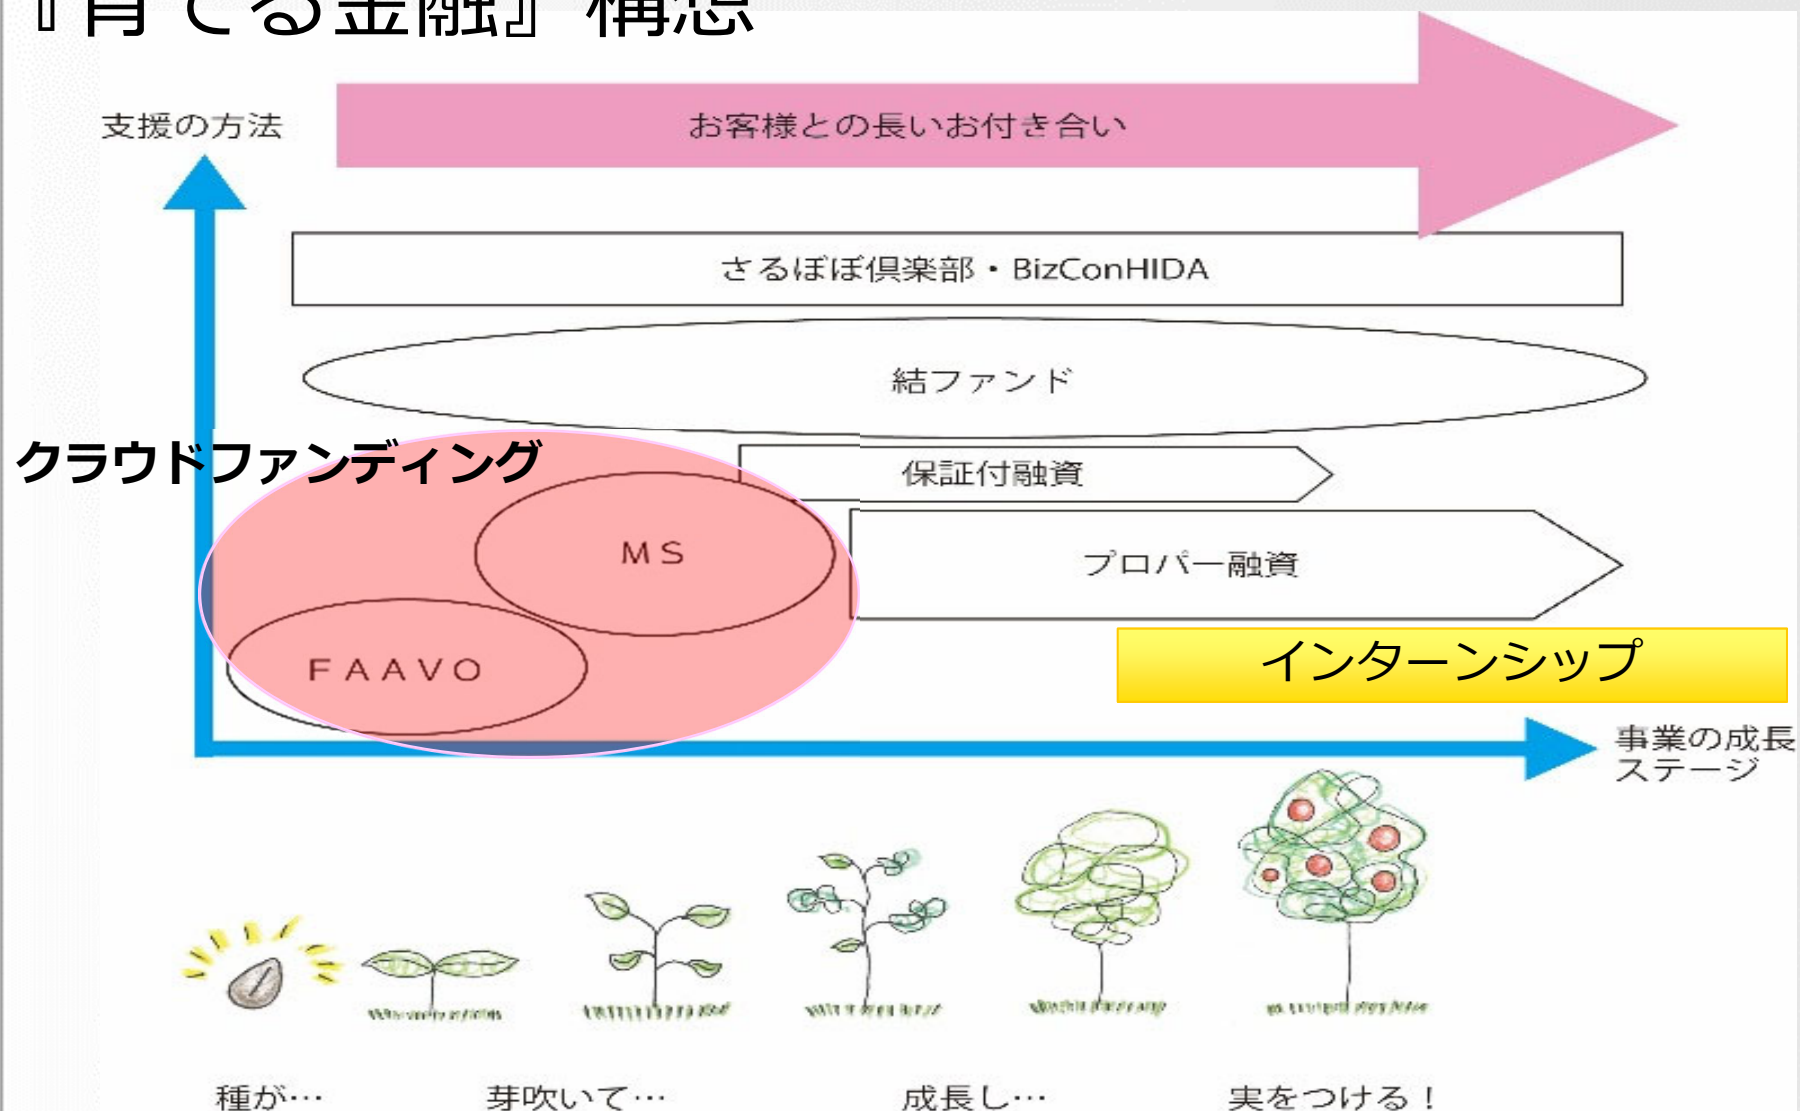 『育てる金融』構想
支援の方法
お客様との長いお付き合い
さるぼぼ倶楽部・BizConHIDA
結ファンド
クラウドファンディング
保証付融資
ＭＳ
プロパー融資
ＦＡＡＶＯ
インターンシップ
事業の成長
ステージ
種が…
芽吹いて…
成長し…
実をつける！